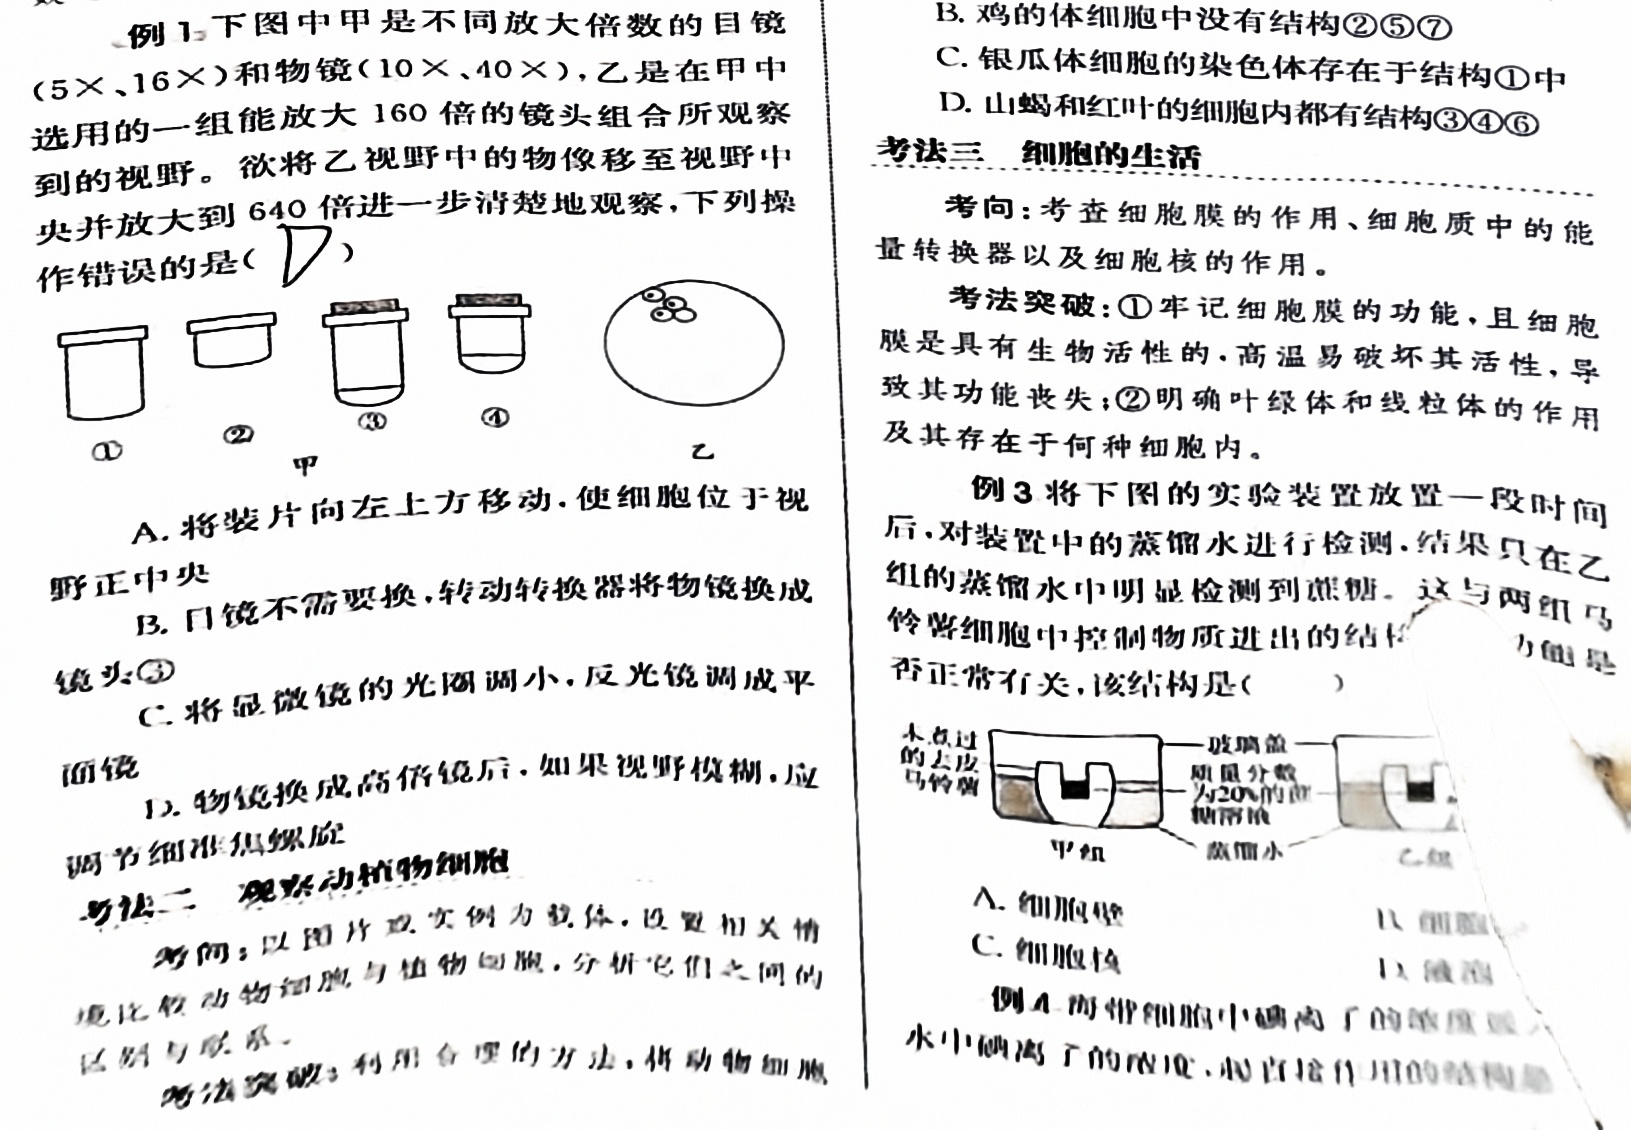 例1 下图中甲是不同放大倍数的目镜
(5×、16×)和物镜(10×、40×),乙是在甲中
选用的一组能放大 160 倍的镜头组合所观察
到的视野。欲将乙视野中的物像移至视野中
央并放大到 640 倍进一步清楚地观察,下列操
作错误的是( )
① ② ③ ④
甲 乙
A. 将装片向左上方移动,使细胞位于视
野正中央
B. 目镜不需要换,转动转换器将物镜换成
镜头③
C. 将显微镜的光圈调小,反光镜调成平
面镜
D. 物镜换成高倍镜后,如果视野模糊,应
调节细准焦螺旋
考法二 观察动植物细胞
考向:以图片或实例为载体,设置相关情
境比较动物细胞与植物细胞,分析它们之间的
区别与联系。
考法突破:利用合理的方法,将动物细胞
B. 鸡的体细胞中没有结构②⑤⑦
C. 银瓜体细胞的染色体存在于结构①中
D. 山蝎和红叶的细胞内都有结构③④⑥
考法三 细胞的生活
考向:考查细胞膜的作用、细胞质中的能
量转换器以及细胞核的作用。
考法突破:①牢记细胞膜的功能,且细胞
膜是具有生物活性的,高温易破坏其活性,导
致其功能丧失;②明确叶绿体和线粒体的作用
及其存在于何种细胞内。
例3 将下图的实验装置放置一段时间
后,对装置中的蒸馏水进行检测,结果只在乙
组的蒸馏水中明显检测到蔗糖。这与两组马
铃薯细胞中控制物质进出的结构 功能是
否正常有关,该结构是( )
未煮过
的去皮
马铃薯
玻璃盖
质量分数
为20%的蔗
糖溶液
蒸馏水
甲组 乙组
A. 细胞壁 B. 细胞
C. 细胞核 D. 液泡
例4 海带细胞中碘离子的浓度
水中碘离子的浓度,起直接作用的结构是